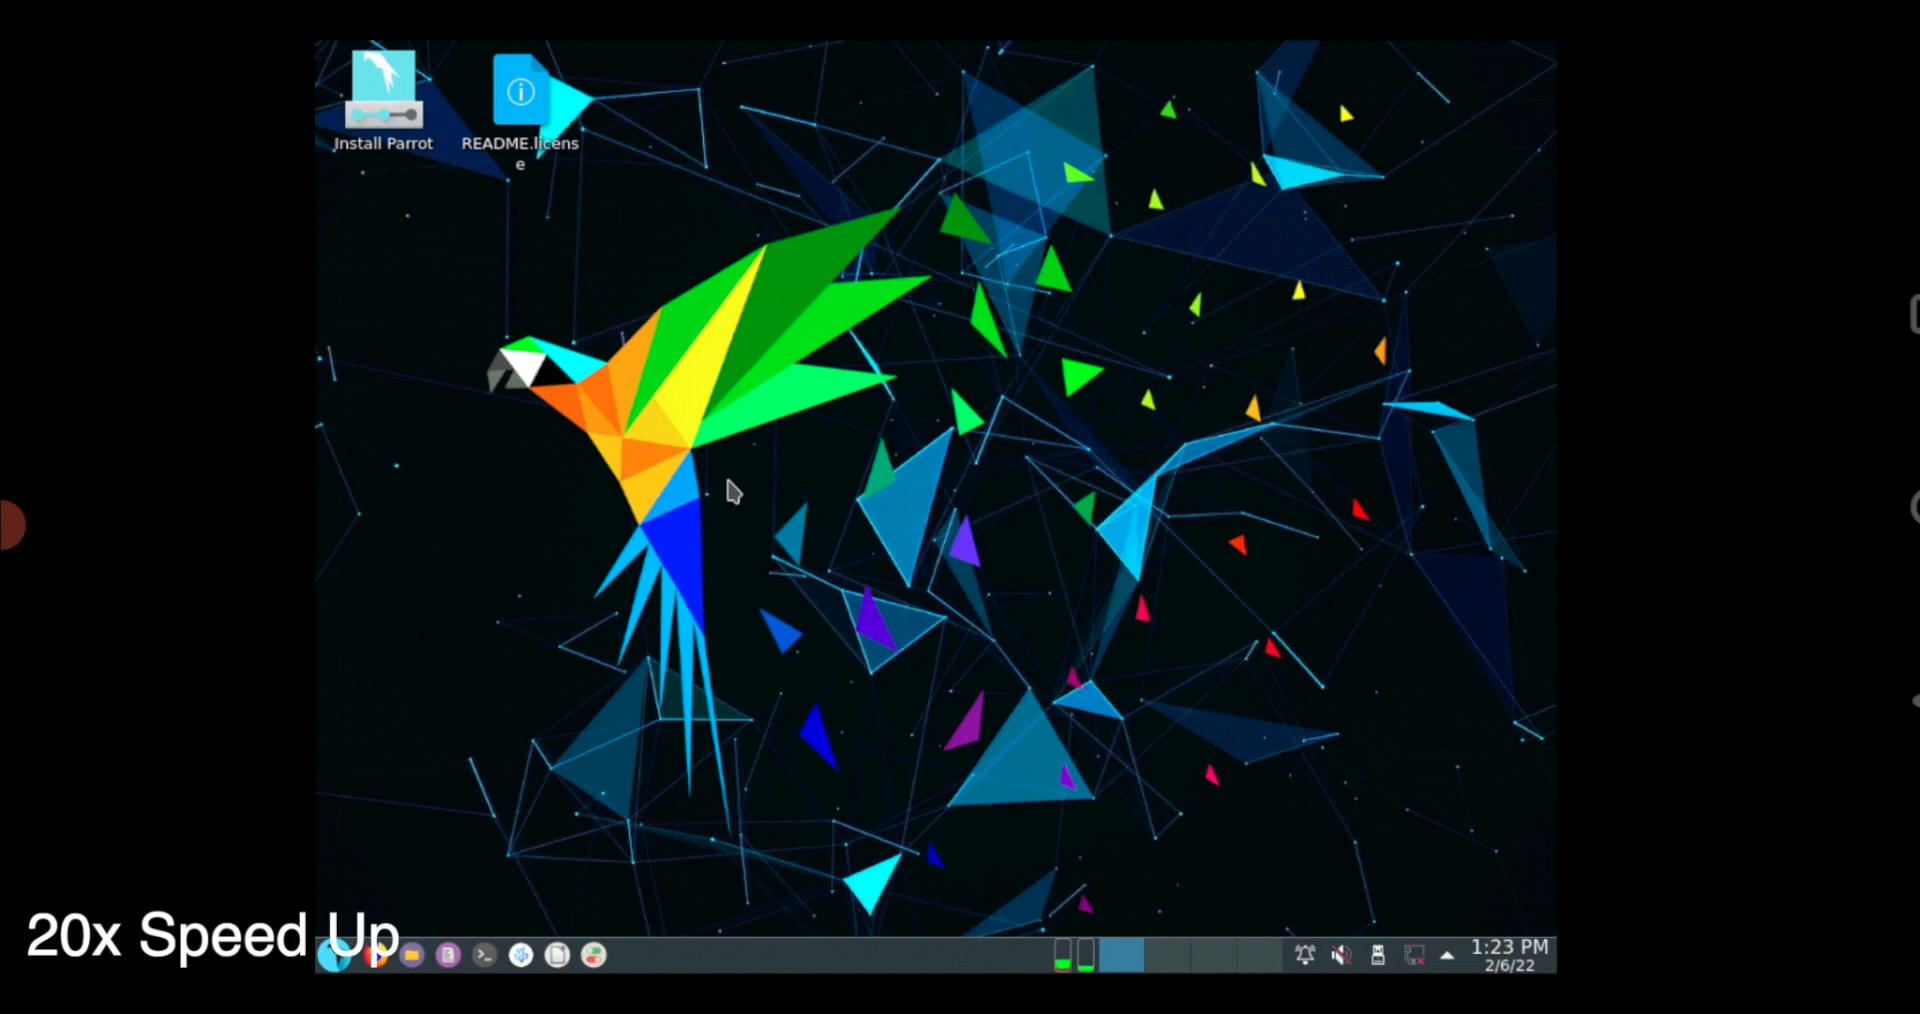 Install Parrot
README.licens
e
20x Speed Up
1:23 PM
2/6/22